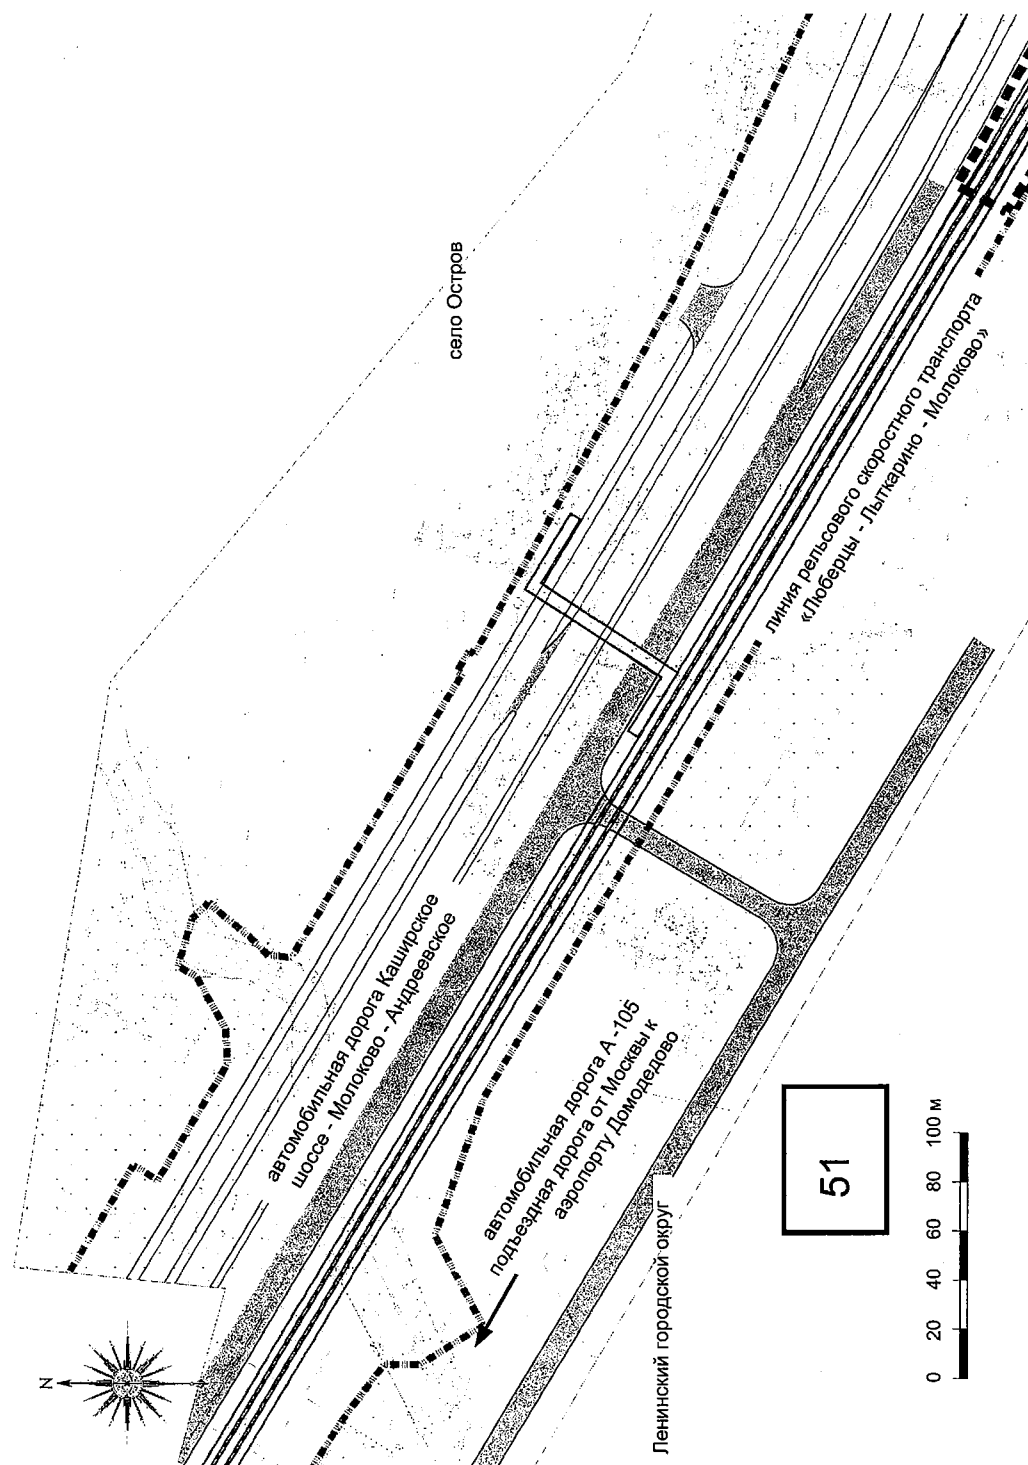 село Остров
автомобильная дорога Каширское
шоссе - Молоково - Андреевское
линия рельсового скоростного транспорта
«Люберцы - Лыткарино - Молоково»
автомобильная дорога А -105
подъездная дорога от Москвы к
аэропорту Домодедово
Ленинский городской округ
N
51
0 20 40 60 80 100 м